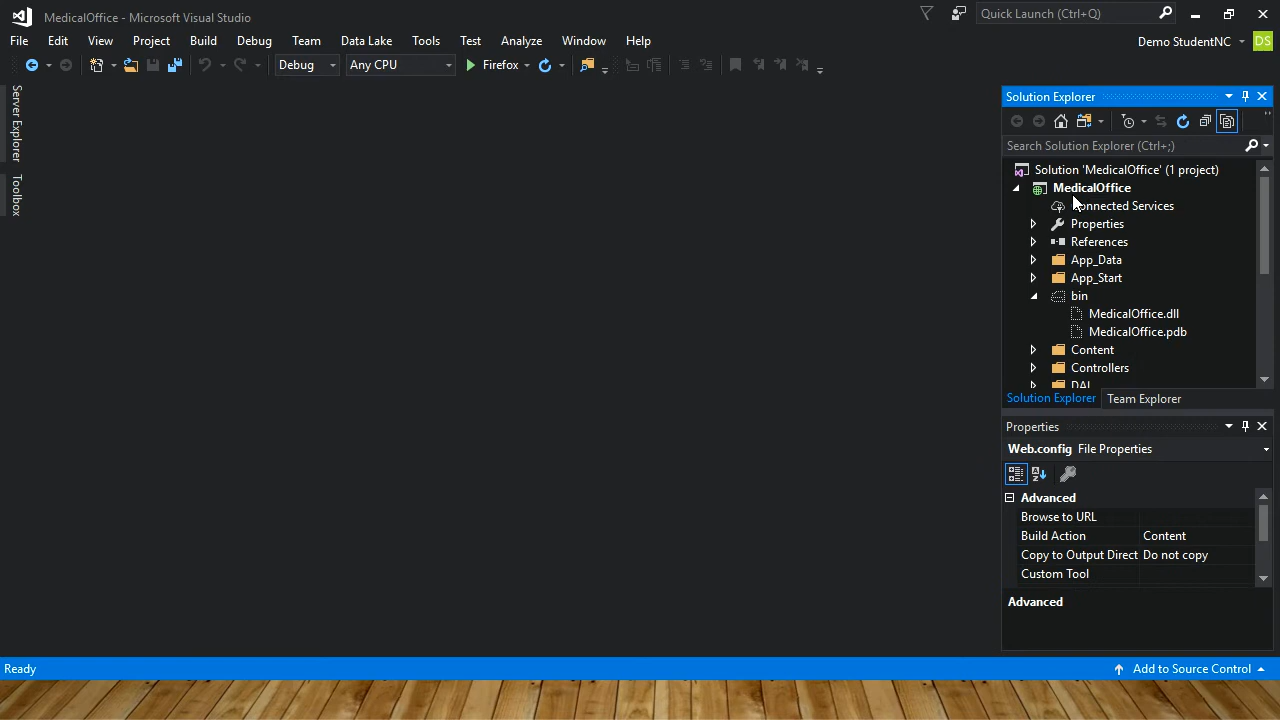 MedicalOffice - Microsoft Visual Studio
Quick Launch (Ctrl+Q)
File Edit View Project Build Debug Team Data Lake Tools Test Analyze Window Help
Demo StudentNC DS
Debug Any CPU Firefox
Server Explorer
Toolbox
Solution Explorer
Search Solution Explorer (Ctrl+;)
Solution 'MedicalOffice' (1 project)
MedicalOffice
onnected Services
Properties
References
App_Data
App_Start
bin
MedicalOffice.dll
MedicalOffice.pdb
Content
Controllers
DAL
Solution Explorer Team Explorer
Properties
Web.config File Properties
Advanced
Browse to URL
Build Action Content
Copy to Output Direct Do not copy
Custom Tool
Advanced
Ready
Add to Source Control